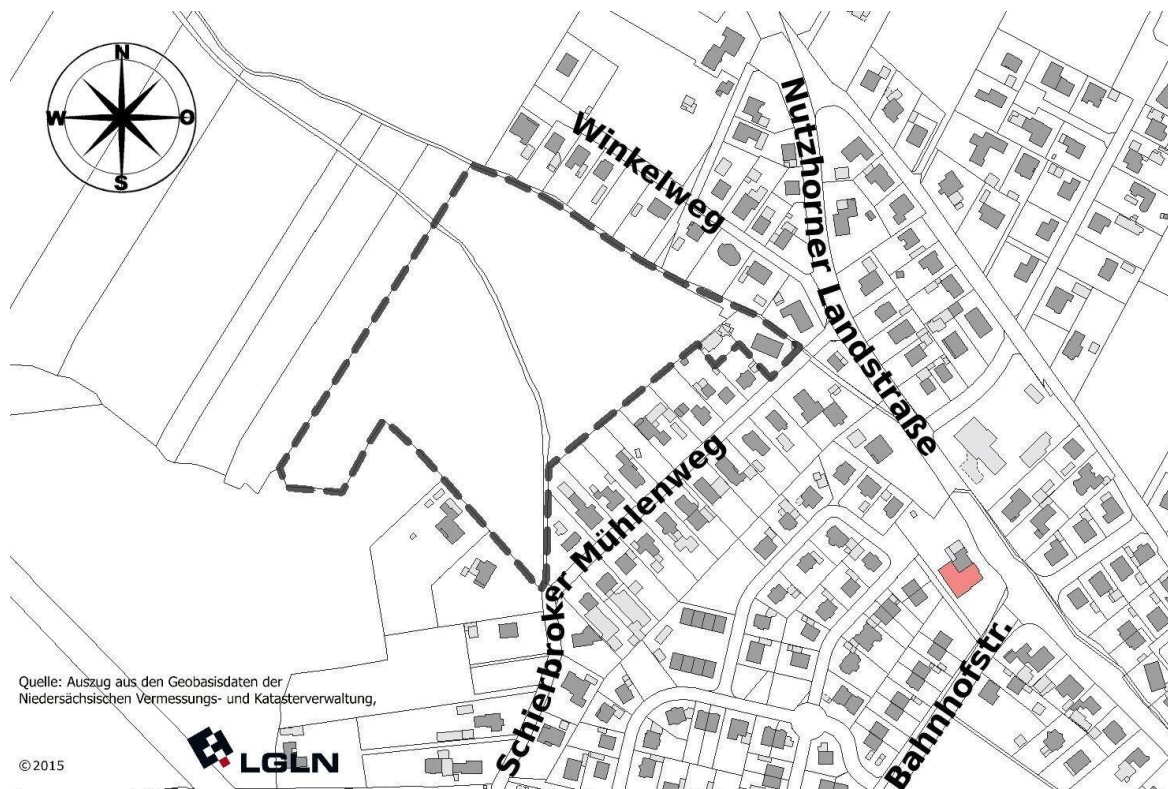 N
W
O
S
Winkelweg
Nutzhorner Landstraße
Schierbroker Mühlenweg
Bahnhofstr.
Quelle: Auszug aus den Geobasisdaten der
Niedersächsischen Vermessungs- und Katasterverwaltung,
©2015
LGLN